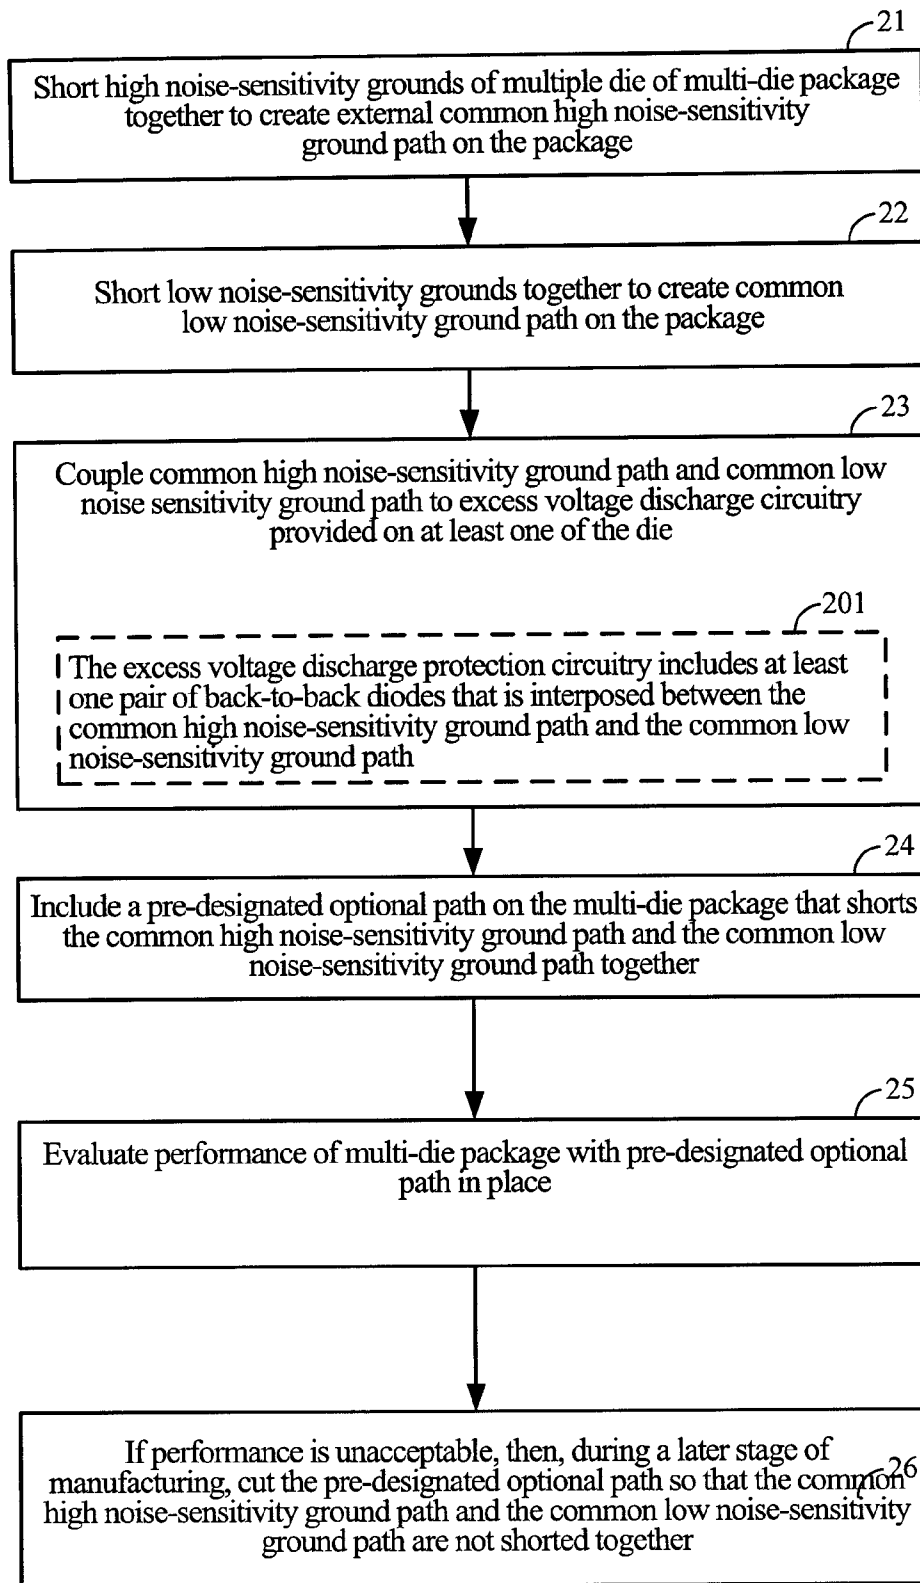 21
Short high noise-sensitivity grounds of multiple die of multi-die package
together to create external common high noise-sensitivity
ground path on the package
22
Short low noise-sensitivity grounds together to create common
low noise-sensitivity ground path on the package
23
Couple common high noise-sensitivity ground path and common low
noise sensitivity ground path to excess voltage discharge circuitry
provided on at least one of the die
201
The excess voltage discharge protection circuitry includes at least
one pair of back-to-back diodes that is interposed between the
common high noise-sensitivity ground path and the common low
noise-sensitivity ground path
24
Include a pre-designated optional path on the multi-die package that shorts
the common high noise-sensitivity ground path and the common low
noise-sensitivity ground path together
25
Evaluate performance of multi-die package with pre-designated optional
path in place
If performance is unacceptable, then, during a later stage of
manufacturing, cut the pre-designated optional path so that the common
26
high noise-sensitivity ground path and the common low noise-sensitivity
ground path are not shorted together